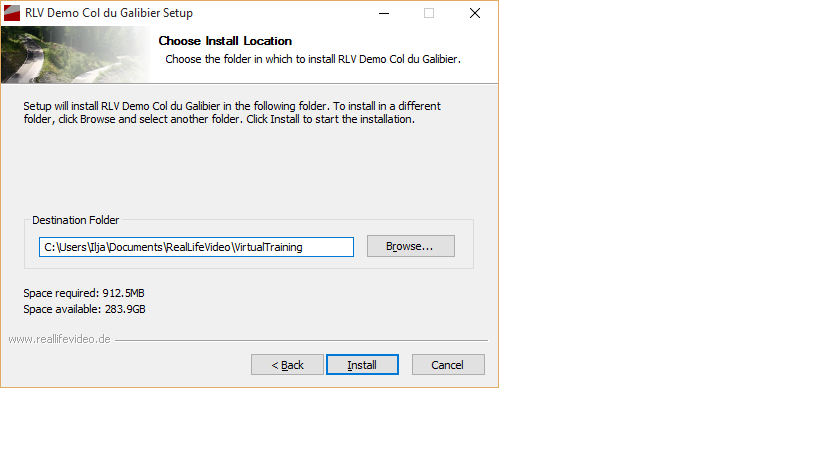 RLV Demo Col du Galibier Setup
Choose Install Location
Choose the folder in which to install RLV Demo Col du Galibier.
Setup will install RLV Demo Col du Galibier in the following folder. To install in a different
folder, click Browse and select another folder. Click Install to start the installation.
Destination Folder
C:\Users\Ilja\Documents\RealLifeVideo\VirtualTraining
Browse...
Space required: 912.5MB
Space available: 283.9GB
www.reallifevideo.de
< Back
Install
Cancel